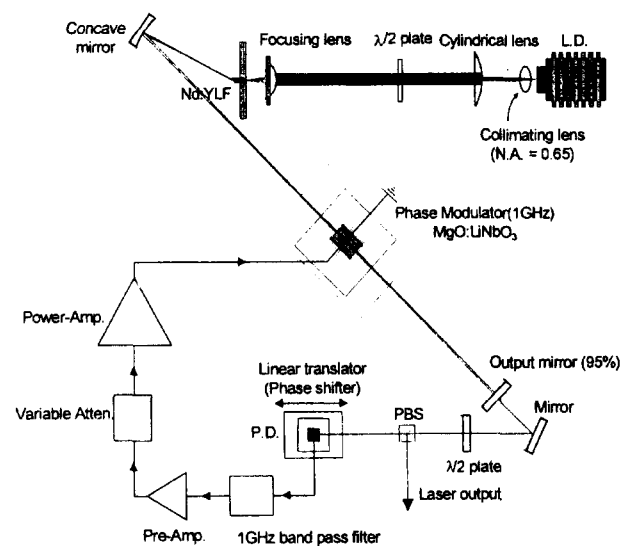 Concave
mirror
Focusing lens
λ/2 plate
Cylindrical lens
L.D.
Nd:YLF
Collimating lens
(N.A. = 0.65)
Phase Modulator(1GHz)
MgO:LiNbO3
Power-Amp.
Output mirror (95%)
Linear translator
(Phase shifter)
Mirror
PBS
Variable Atten.
P.D.
λ/2 plate
Laser output
Pre-Amp.
1GHz band pass filter